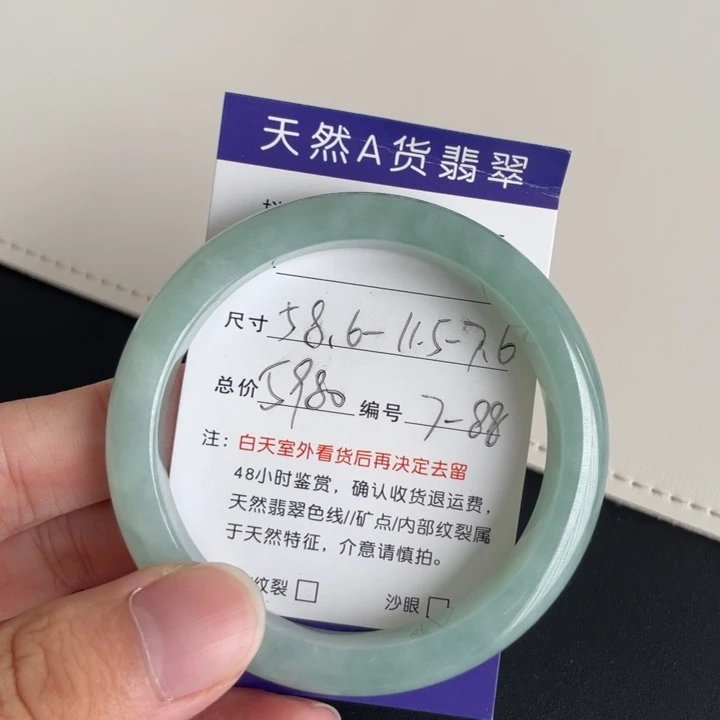 天然A货翡翠
尺寸 58.6-11.5-7.6
总价 5980 编号 7-88
注：白天室外看货后再决定去留
48小时鉴赏，确认收货退运费，
天然翡翠色线//矿点/内部纹裂属
于天然特征，介意请慎拍。
纹裂□ 沙眼□